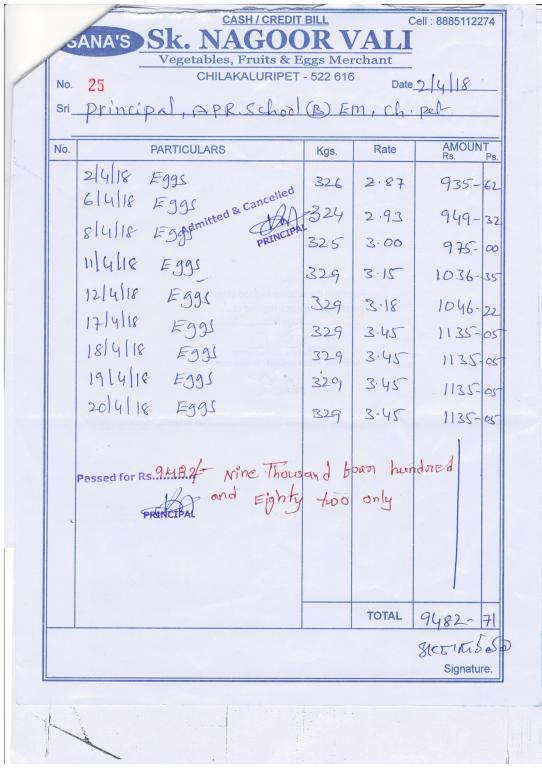 CASH / CREDIT BILL Cell : 8885112274
SANA'S Sk. NAGOOR VALI
Vegetables, Fruits & Eggs Merchant
CHILAKALURIPET - 522 616
No. 25 Date 2/4/18
Sri Principal, APR. School (B) EM, Ch. pet
No. PARTICULARS Kgs. Rate AMOUNT
Rs. Ps.
2/4/18 Eggs 326 2.87 935-62
6/4/18 Eggs 324 2.93 949-32
Admitted & Cancelled
PRINCIPAL
8/4/18 Eggs 325 3.00 975-00
11/4/18 Eggs 329 3.15 1036-35
12/4/18 Eggs 329 3.18 1046-22
17/4/18 Eggs 329 3.45 1135-05
18/4/18 Eggs 329 3.45 1135-05
19/4/18 Eggs 329 3.45 1135-05
20/4/18 Eggs 329 3.45 1135-05
Passed for Rs. 9482/- Nine Thousand four hundred
and Eighty two only
PRINCIPAL
TOTAL 9482-71
Signature.